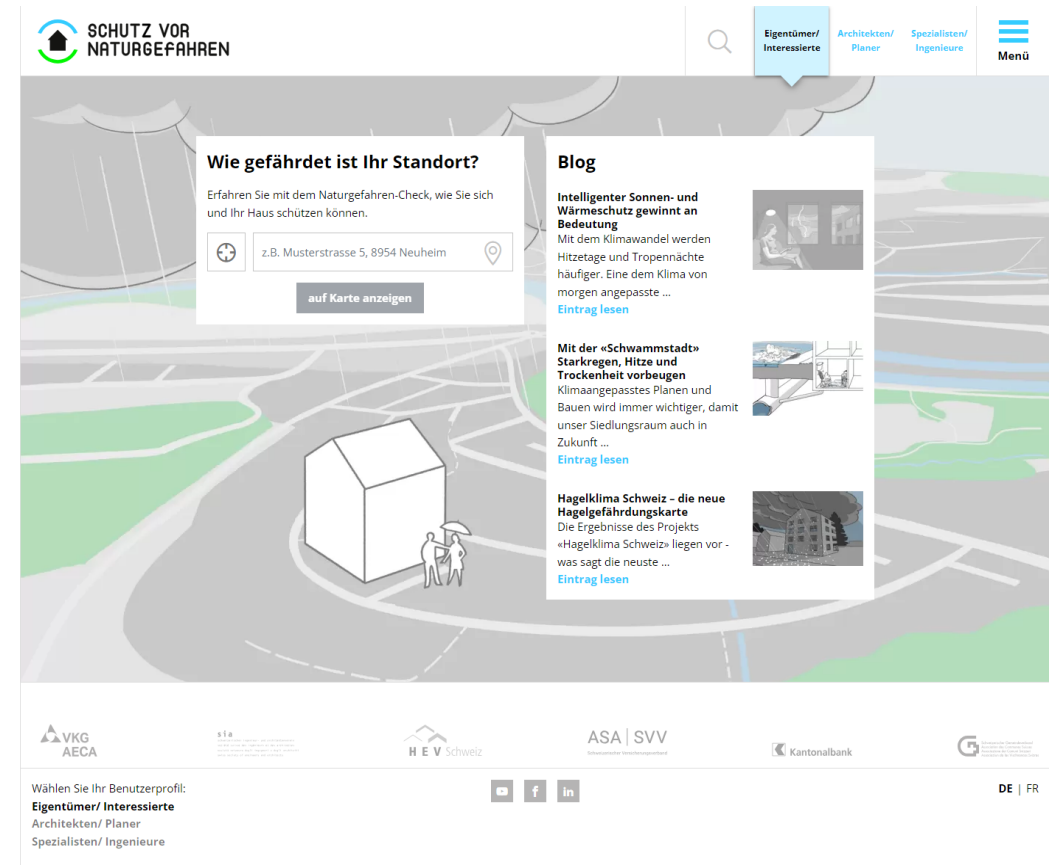 SCHUTZ VOR
NATURGEFAHREN
Eigentümer/
Interessierte
Architekten/
Planer
Spezialisten/
Ingenieure
Menü
Wie gefährdet ist Ihr Standort?
Erfahren Sie mit dem Naturgefahren-Check, wie Sie sich
und Ihr Haus schützen können.
z.B. Musterstrasse 5, 8954 Neuheim
auf Karte anzeigen
Blog
Intelligenter Sonnen- und
Wärmeschutz gewinnt an
Bedeutung
Mit dem Klimawandel werden
Hitzetage und Tropennächte
häufiger. Eine dem Klima von
morgen angepasste ...
Eintrag lesen
Mit der «Schwammstadt»
Starkregen, Hitze und
Trockenheit vorbeugen
Klimaangepasstes Planen und
Bauen wird immer wichtiger, damit
unser Siedlungsraum auch in
Zukunft ...
Eintrag lesen
Hagelklima Schweiz – die neue
Hagelgefährdungskarte
Die Ergebnisse des Projekts
«Hagelklima Schweiz» liegen vor -
was sagt die neuste ...
Eintrag lesen
VKG
AECA
sia
HEV Schweiz
ASA | SVV
Schweizerischer Versicherungsverband
Kantonalbank
Wählen Sie Ihr Benutzerprofil:
Eigentümer/ Interessierte
Architekten/ Planer
Spezialisten/ Ingenieure
f
in
DE | FR